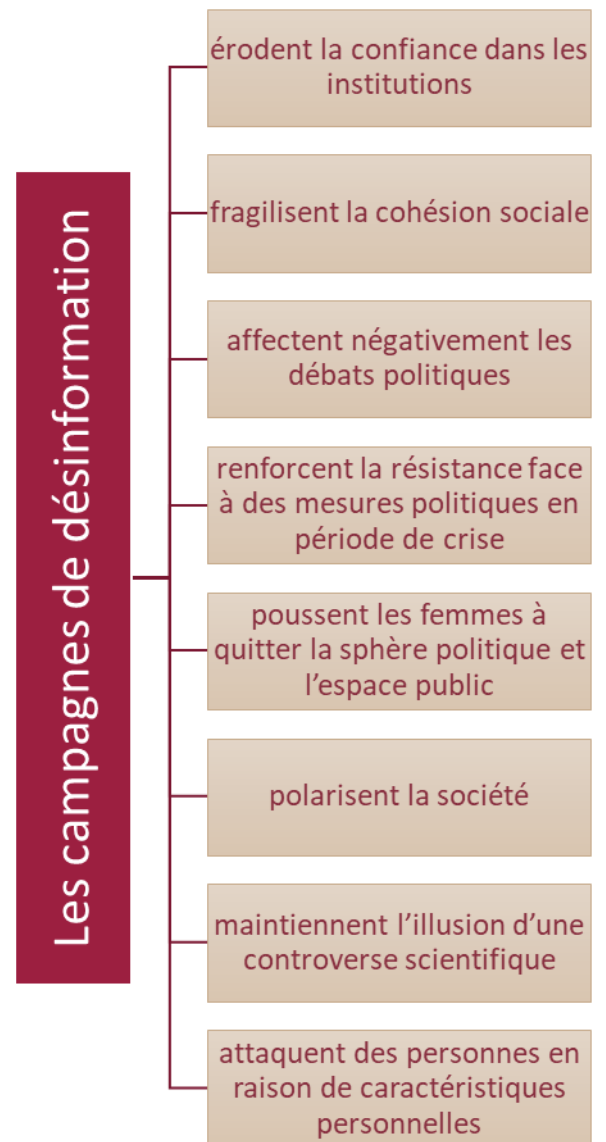 Les campagnes de désinformation
érodent la confiance dans les
institutions
fragilisent la cohésion sociale
affectent négativement les
débats politiques
renforcent la résistance face
à des mesures politiques en
période de crise
poussent les femmes à
quitter la sphère politique et
l’espace public
polarisent la société
maintiennent l’illusion d’une
controverse scientifique
attaquent des personnes en
raison de caractéristiques
personnelles